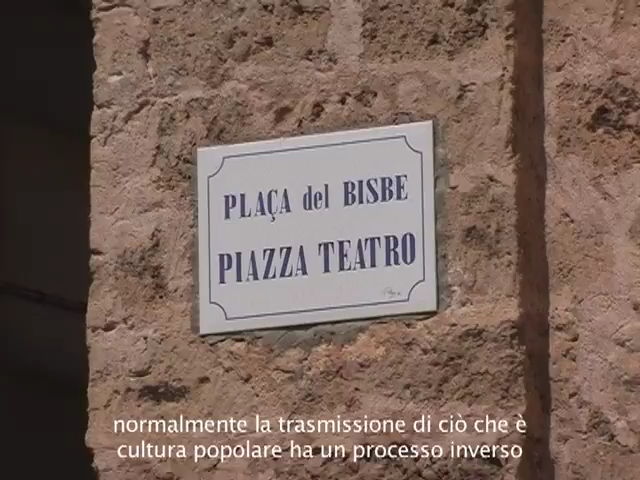 PLAÇA del BISBE
PIAZZA TEATRO
normalmente la trasmissione di ciò che è
cultura popolare ha un processo inverso